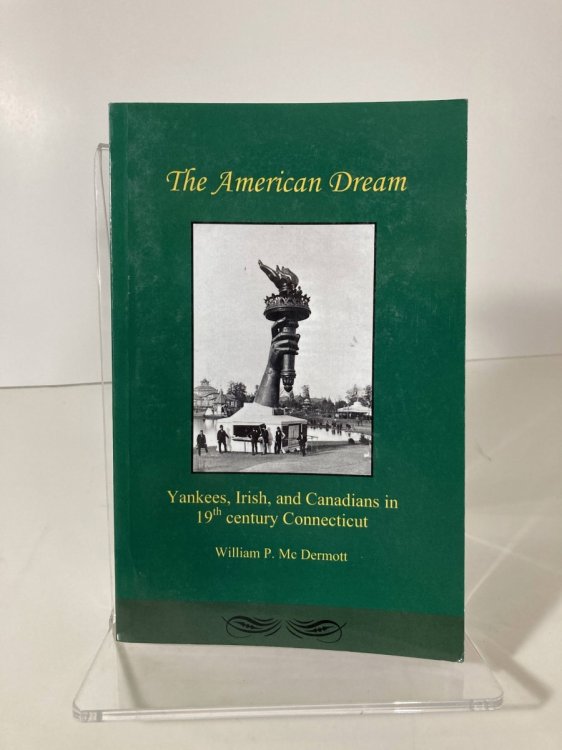 The American Dream
Yankees, Irish, and Canadians in
19th century Connecticut
William P. Mc Dermott